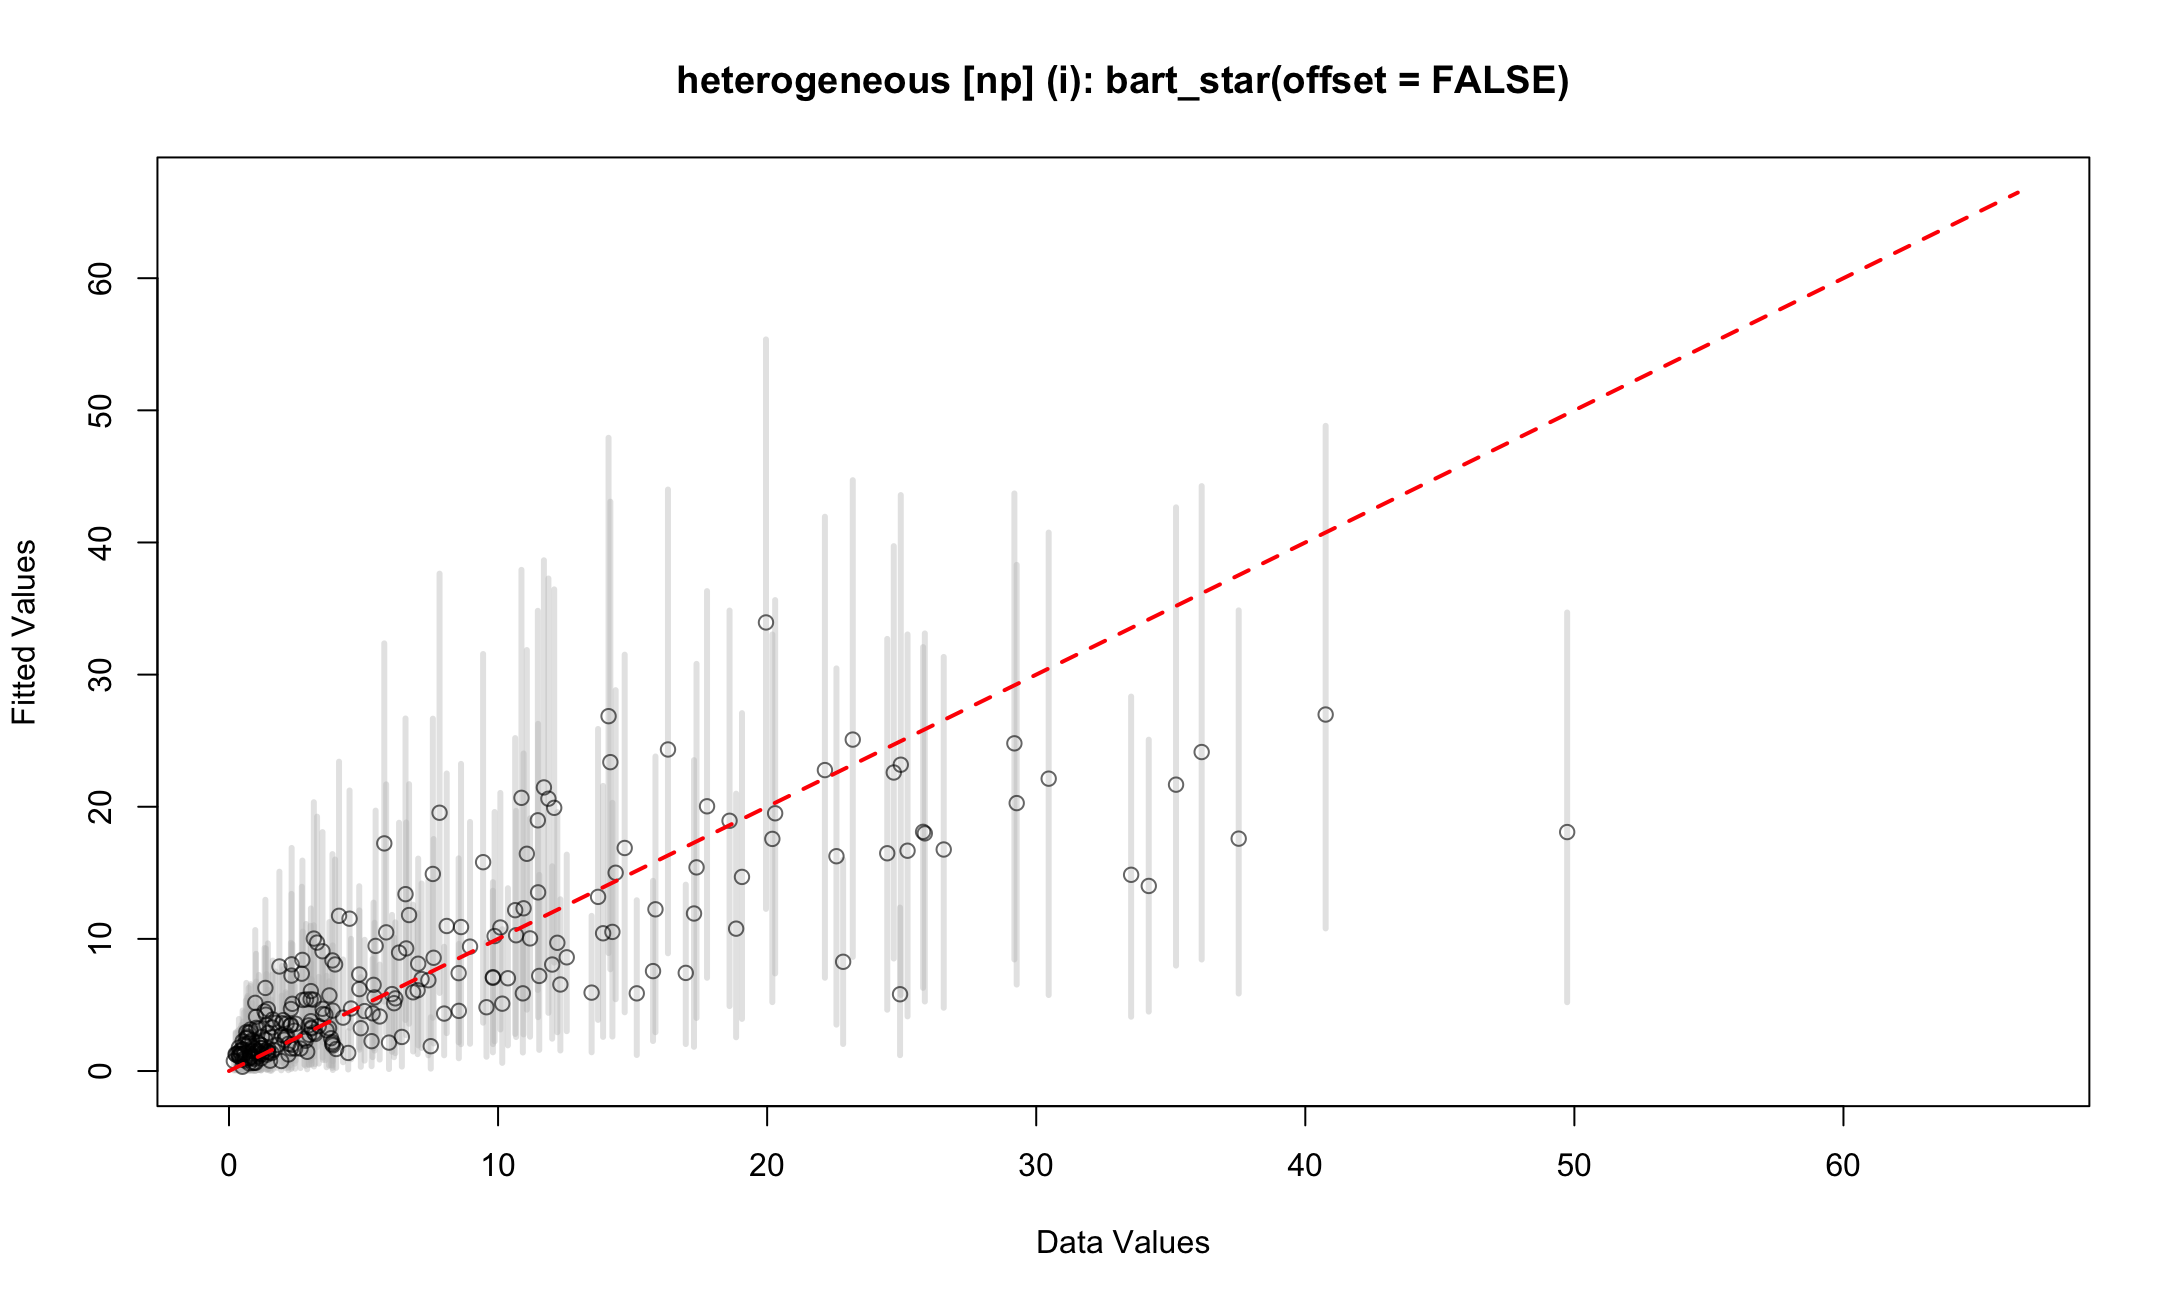 heterogeneous [np] (i): bart_star(offset = FALSE)
Fitted Values
60
50
40
30
20
10
0
0 10 20 30 40 50 60
Data Values